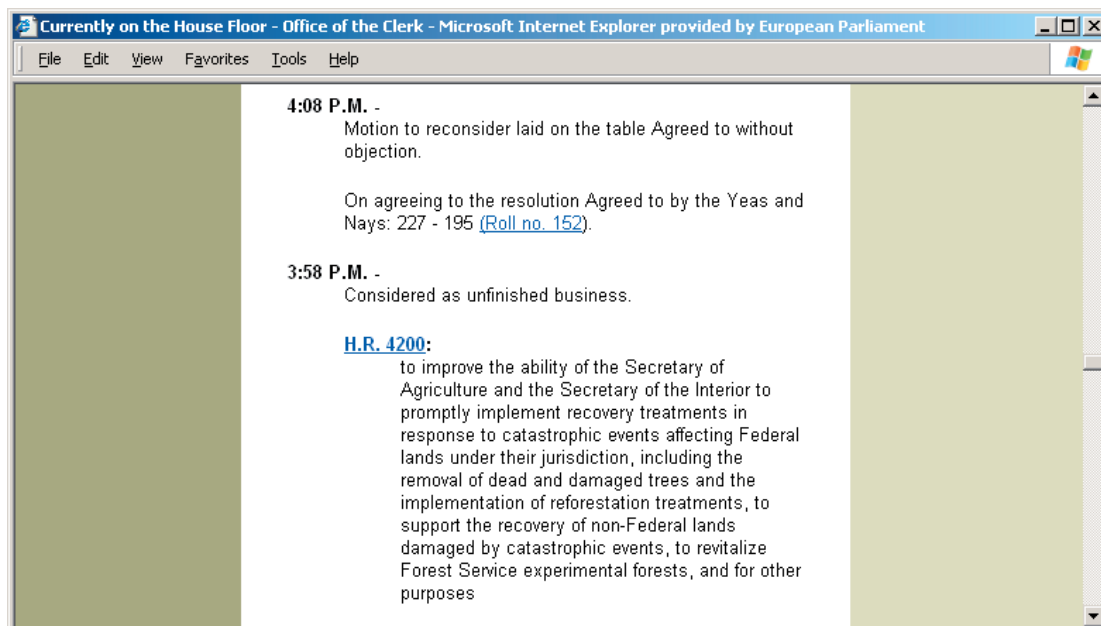 Currently on the House Floor - Office of the Clerk - Microsoft Internet Explorer provided by European Parliament
File Edit View Favorites Tools Help
4:08 P.M. -
Motion to reconsider laid on the table Agreed to without
objection.
On agreeing to the resolution Agreed to by the Yeas and
Nays: 227 - 195 (Roll no. 152).
3:58 P.M. -
Considered as unfinished business.
H.R. 4200:
to improve the ability of the Secretary of
Agriculture and the Secretary of the Interior to
promptly implement recovery treatments in
response to catastrophic events affecting Federal
lands under their jurisdiction, including the
removal of dead and damaged trees and the
implementation of reforestation treatments, to
support the recovery of non-Federal lands
damaged by catastrophic events, to revitalize
Forest Service experimental forests, and for other
purposes